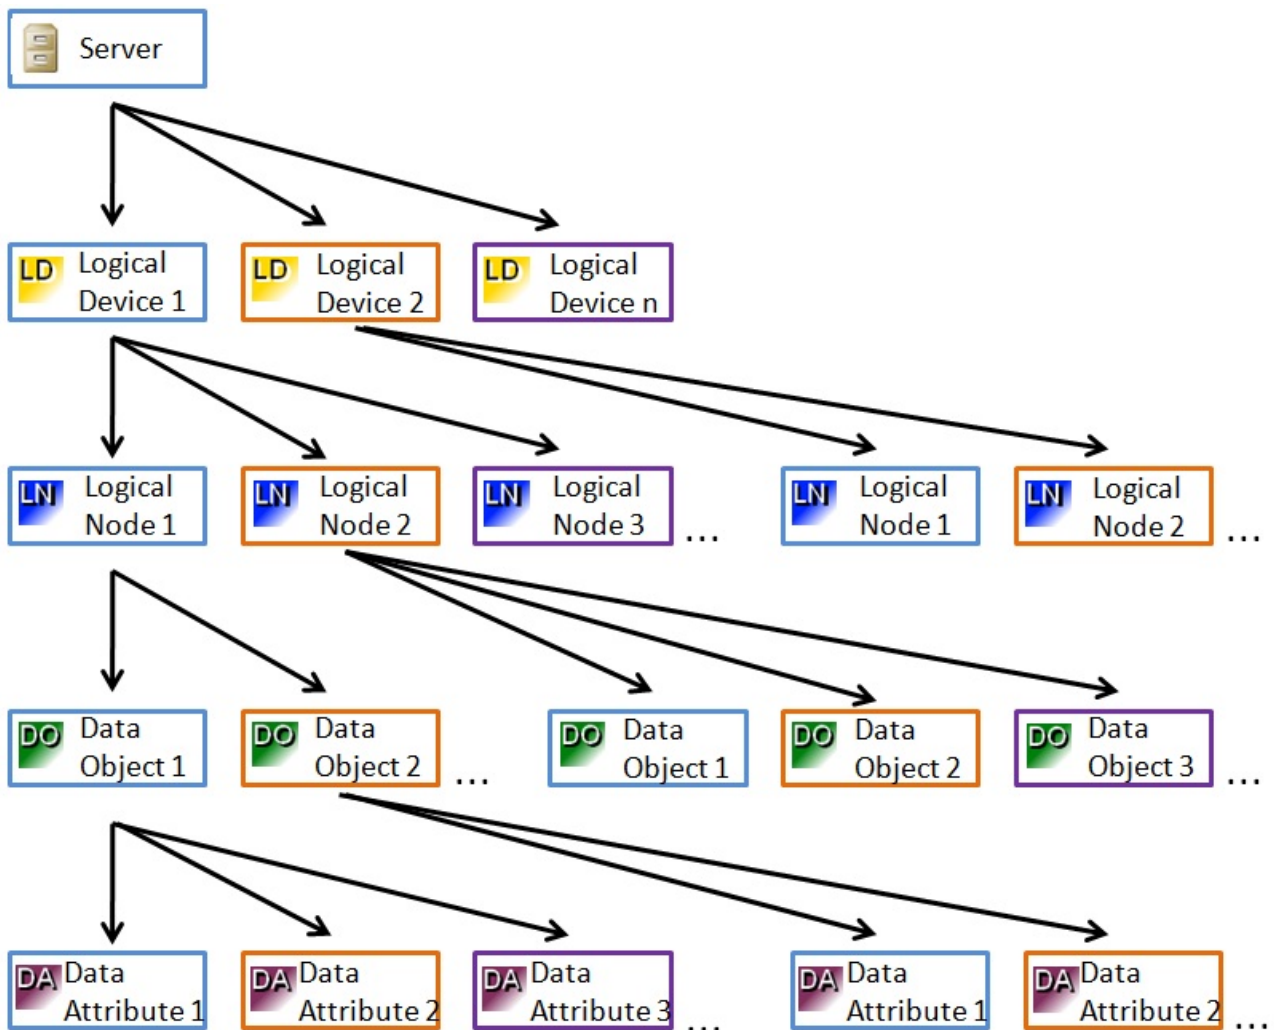 Server
LD Logical
Device 1
LD Logical
Device 2
LD Logical
Device n
LN Logical
Node 1
LN Logical
Node 2
LN Logical
Node 3
...
LN Logical
Node 1
LN Logical
Node 2
...
DO Data
Object 1
DO Data
Object 2
...
DO Data
Object 1
DO Data
Object 2
DO Data
Object 3
...
DA Data
Attribute 1
DA Data
Attribute 2
DA Data
Attribute 3
...
DA Data
Attribute 1
DA Data
Attribute 2
...